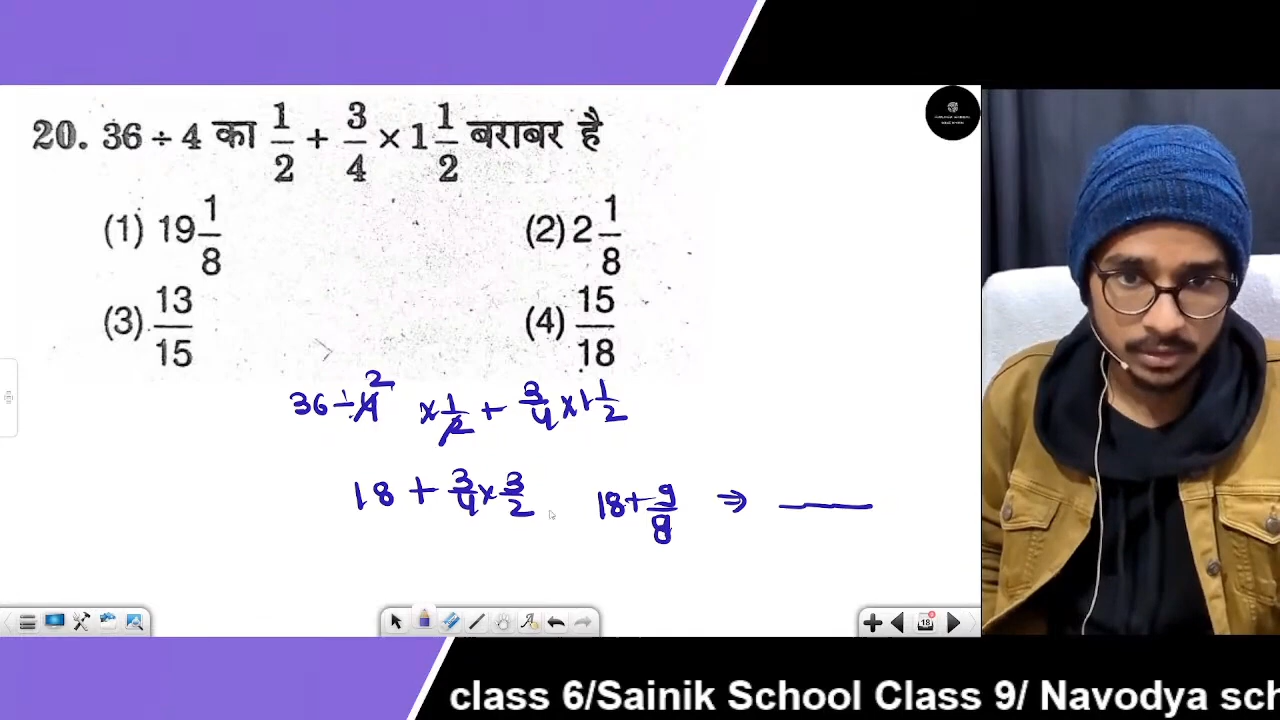 20. 36 ÷ 4 का 1/2 + 3/4 × 1 1/2 बराबर है
(1) 19 1/8
(2) 2 1/8
(3) 13/15
(4) 15/18
36 ÷ 4 2 × 1/2 + 3/4 × 1 1/2
18 + 3/4 × 3/2
18 + 9/8 ⇒
18
class 6/Sainik School Class 9/ Navodya sch